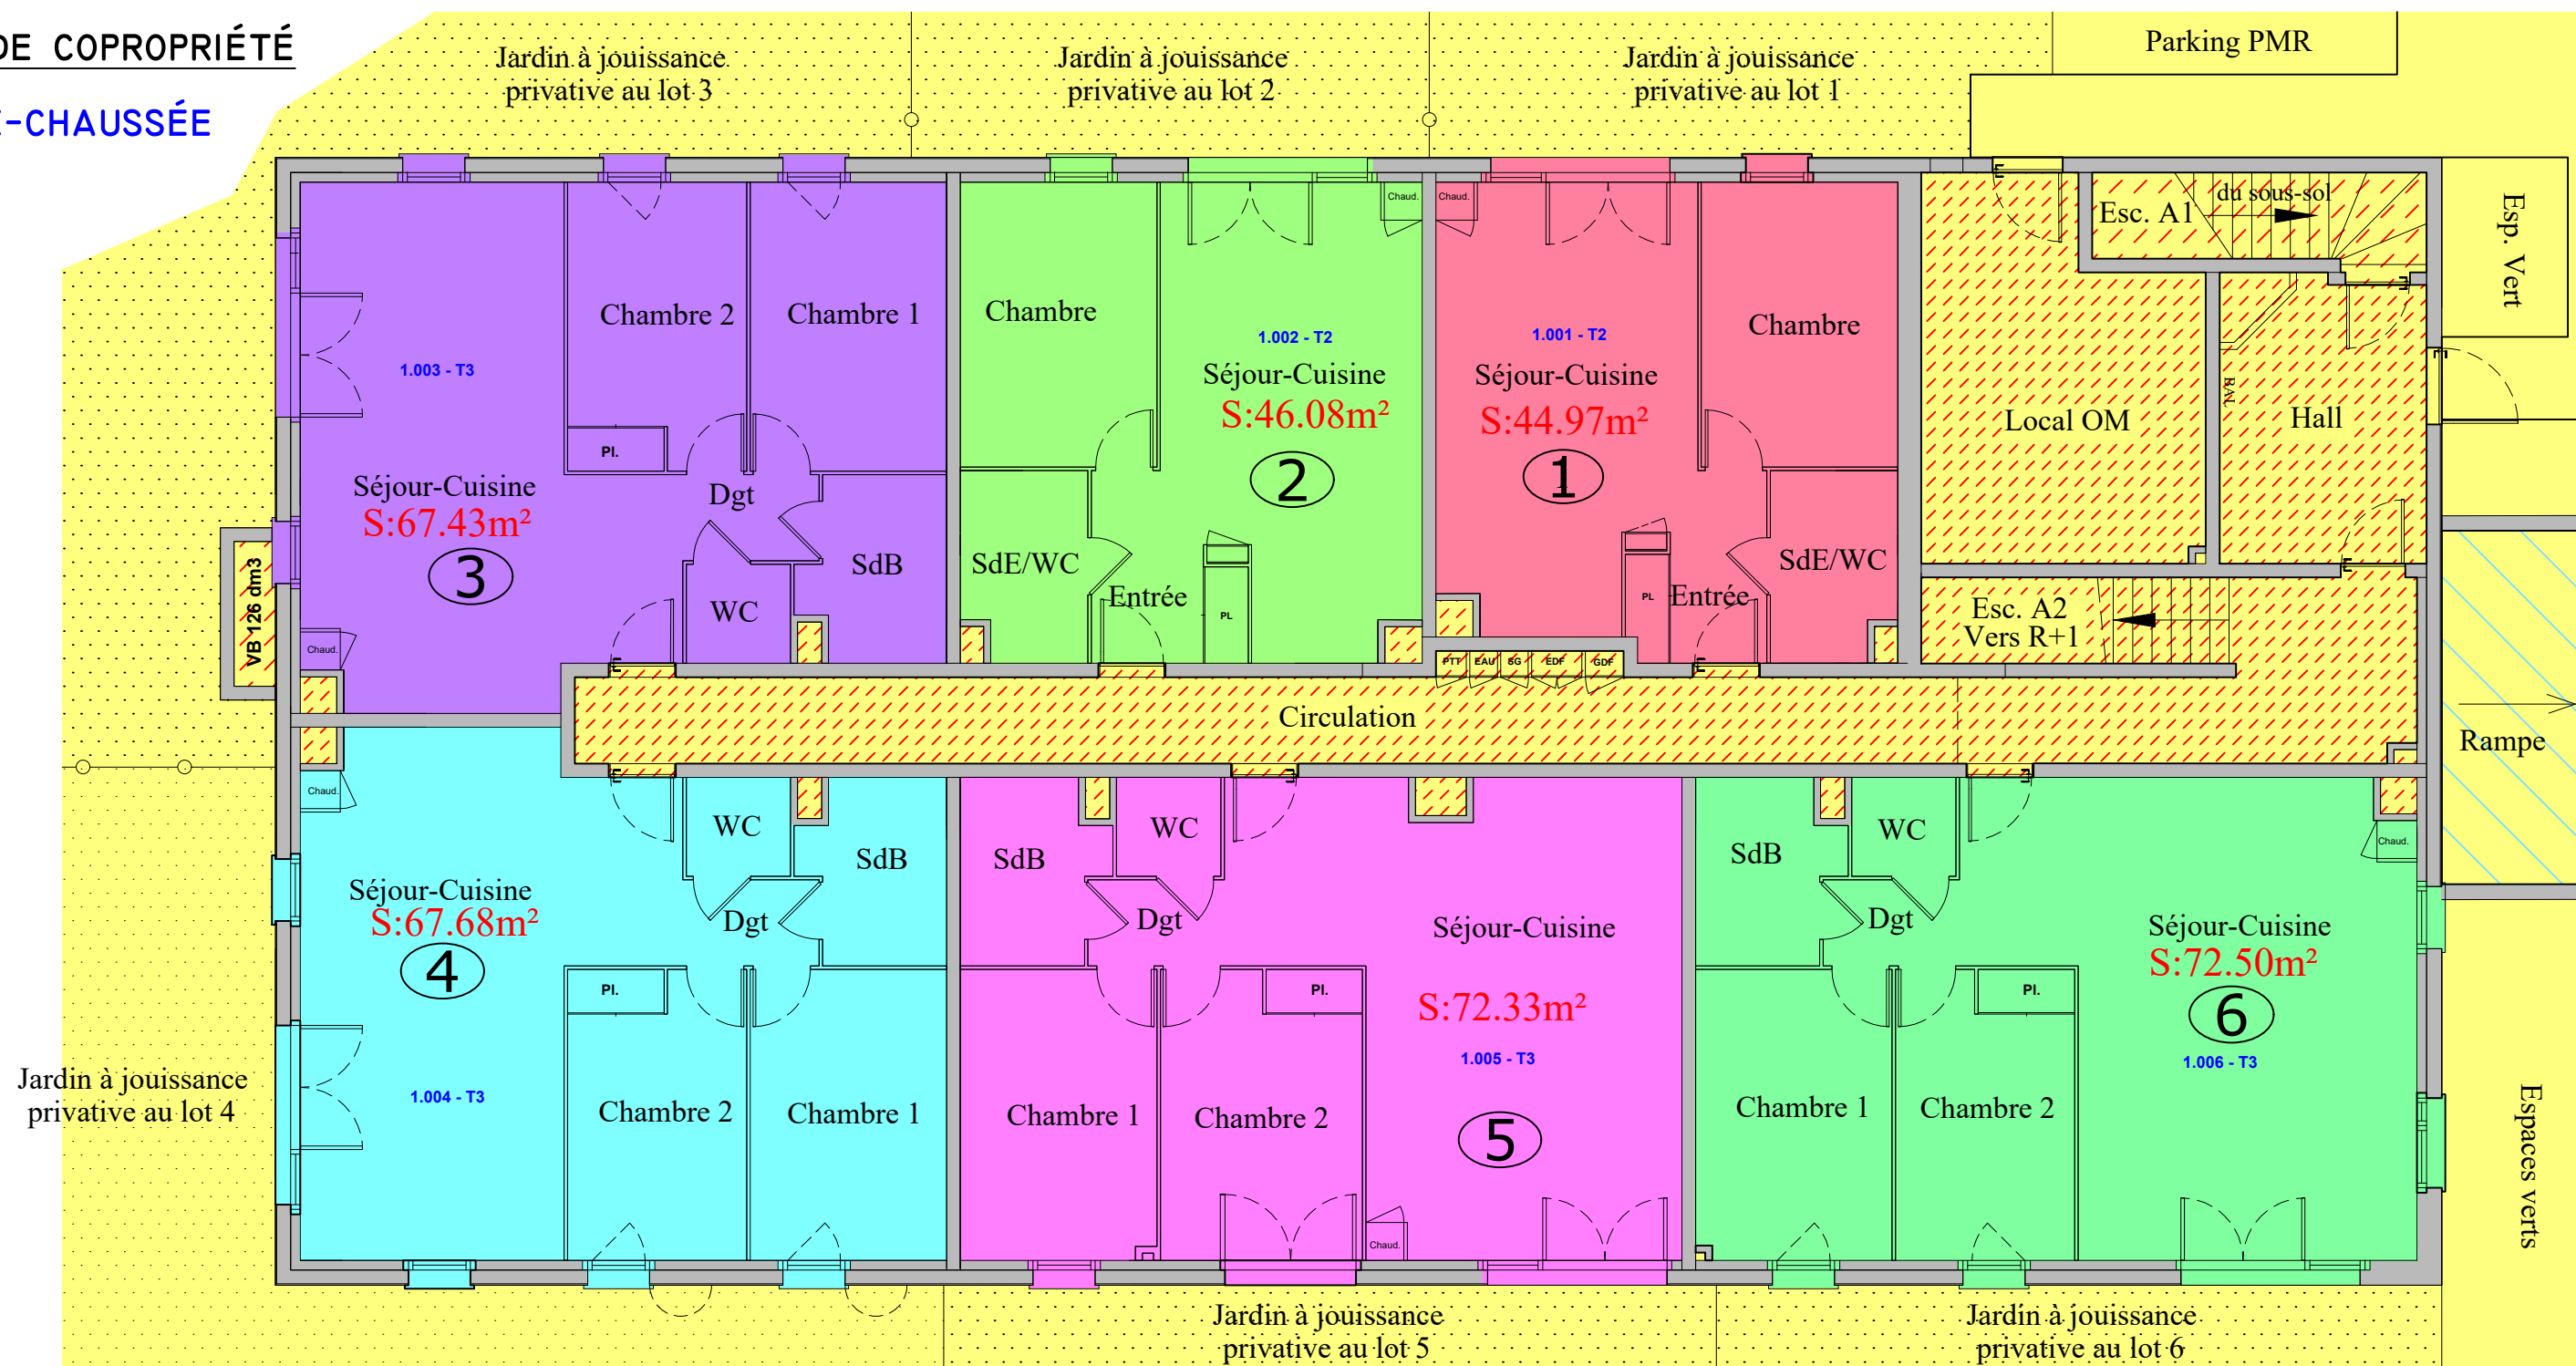 DE COPROPRIÉTÉ
-CHAUSSÉE
Jardin à jouissance
privative au lot 3
Jardin à jouissance
privative au lot 2
Jardin à jouissance
privative au lot 1
Parking PMR
Esp. Vert
Chambre 2
Chambre 1
1.003 - T3
Pl.
Séjour-Cuisine
S:67.43m²
3
Dgt
SdB
WC
Chaud.
VB 126 dm3
Chambre
Chaud.
1.002 - T2
Séjour-Cuisine
S:46.08m²
2
SdE/WC
Entrée
PL
Chaud.
1.001 - T2
Séjour-Cuisine
S:44.97m²
1
Chambre
SdE/WC
Entrée
PL
PTT
EAU
SG
EDF
GDF
Esc. A1
du sous-sol
Local OM
BAL
Hall
Esc. A2
Vers R+1
Circulation
Rampe
Chaud.
WC
SdB
Séjour-Cuisine
S:67.68m²
4
Dgt
Pl.
1.004 - T3
Chambre 2
Chambre 1
SdB
WC
Dgt
Séjour-Cuisine
Pl.
S:72.33m²
1.005 - T3
Chambre 1
Chambre 2
5
Chaud.
SdB
WC
Chaud.
Dgt
Séjour-Cuisine
S:72.50m²
Pl.
6
1.006 - T3
Chambre 1
Chambre 2
Espaces verts
Jardin à jouissance
privative au lot 4
Jardin à jouissance
privative au lot 5
Jardin à jouissance
privative au lot 6